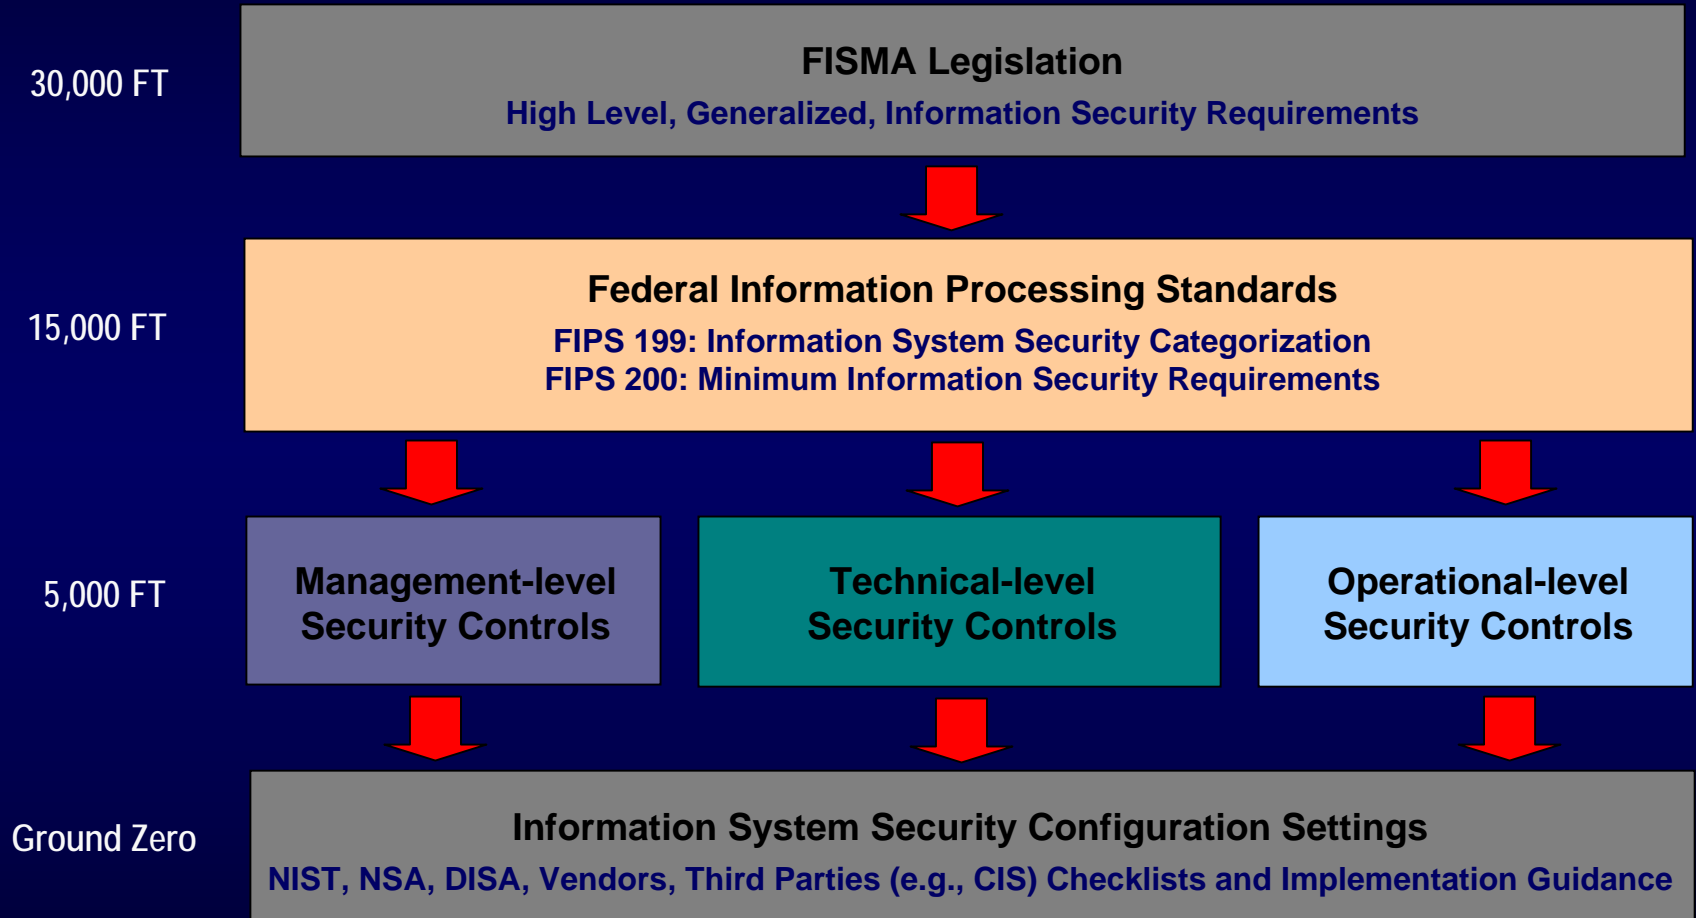 30,000 FT
FISMA Legislation
High Level, Generalized, Information Security Requirements
15,000 FT
Federal Information Processing Standards
FIPS 199: Information System Security Categorization
FIPS 200: Minimum Information Security Requirements
5,000 FT
Management-level
Security Controls
Technical-level
Security Controls
Operational-level
Security Controls
Ground Zero
Information System Security Configuration Settings
NIST, NSA, DISA, Vendors, Third Parties (e.g., CIS) Checklists and Implementation Guidance